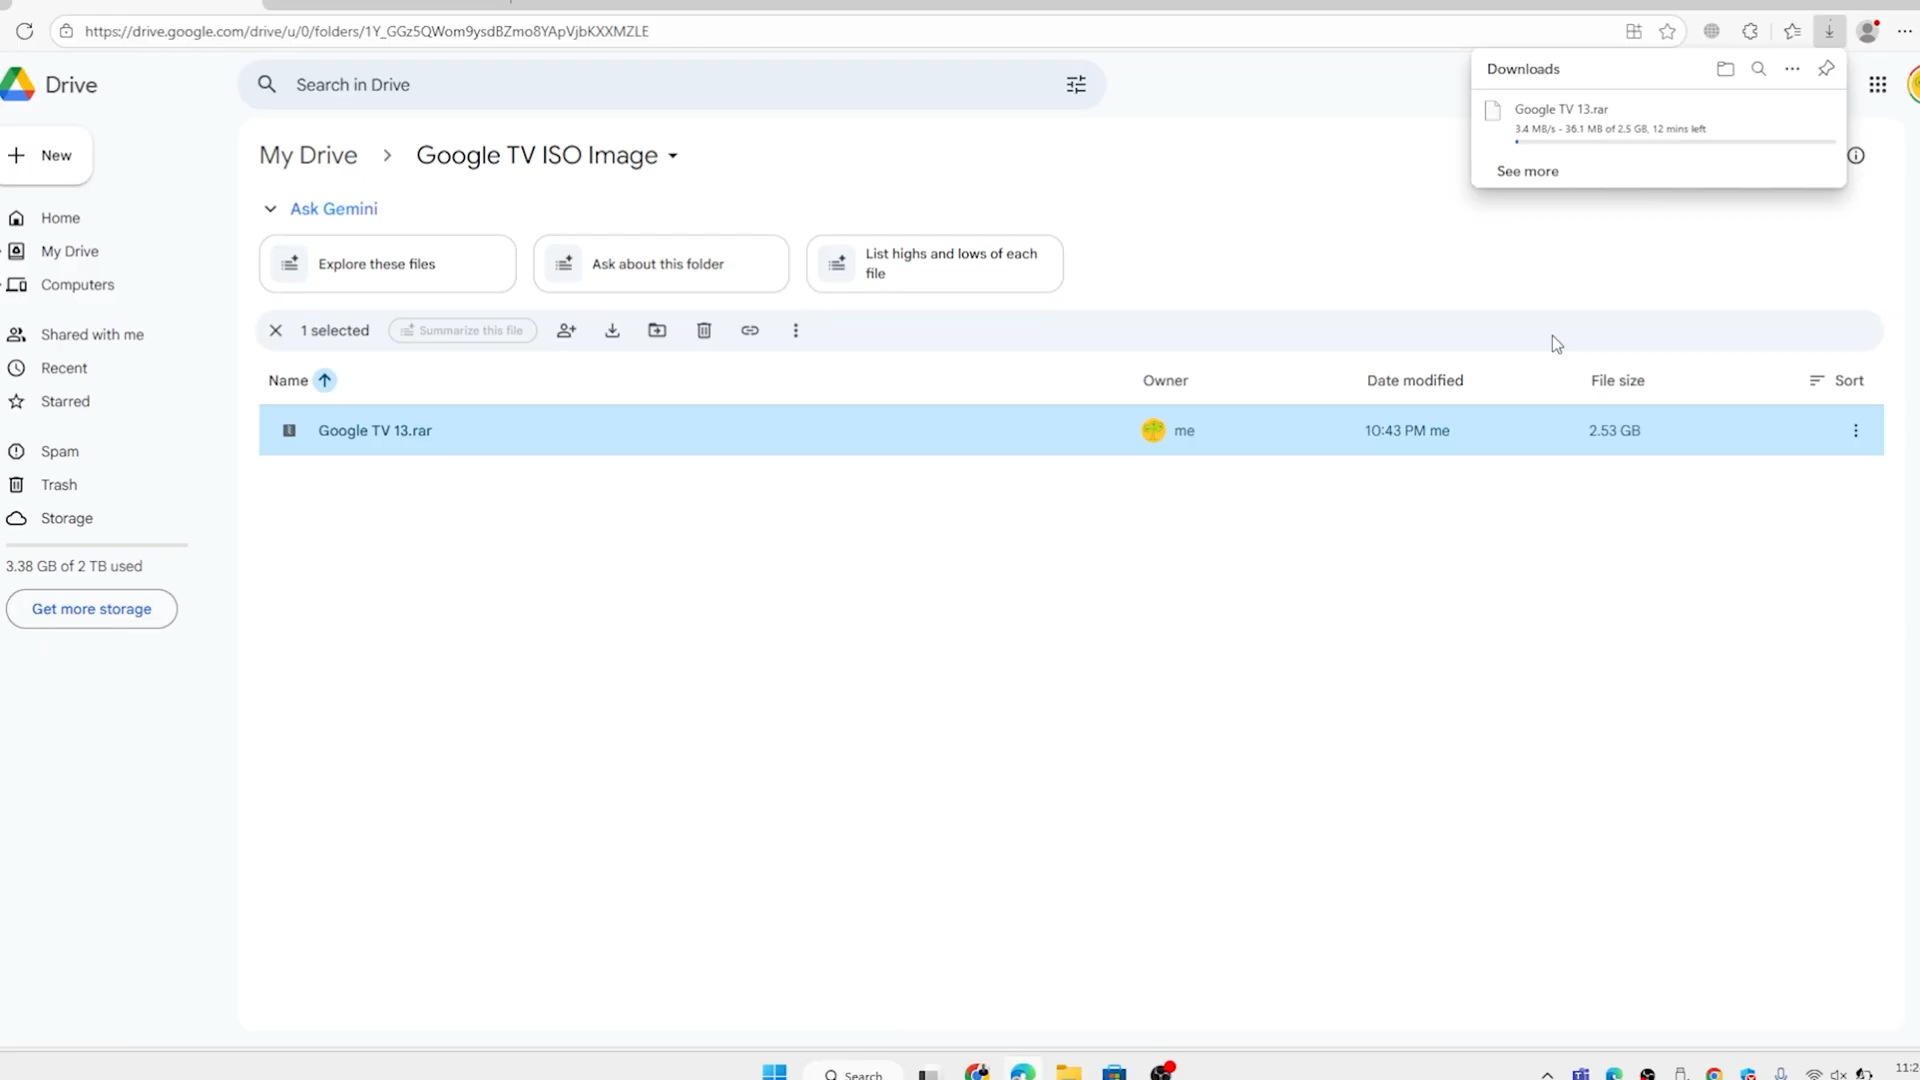 https://drive.google.com/drive/u/0/folders/1Y_GGz5QWom9ysdBZmo8YApVjbKXXMZLE
Drive
Search in Drive
Downloads
Google TV 13.rar
3.4 MB/s - 36.1 MB of 2.5 GB, 12 mins left
See more
New
My Drive
Google TV ISO Image
Ask Gemini
Explore these files
Ask about this folder
List highs and lows of each
file
Home
My Drive
Computers
Shared with me
Recent
Starred
Spam
Trash
Storage
3.38 GB of 2 TB used
Get more storage
1 selected
Summarize this file
Name
Owner
Date modified
File size
Sort
Google TV 13.rar
me
10:43 PM me
2.53 GB
Search
11:2